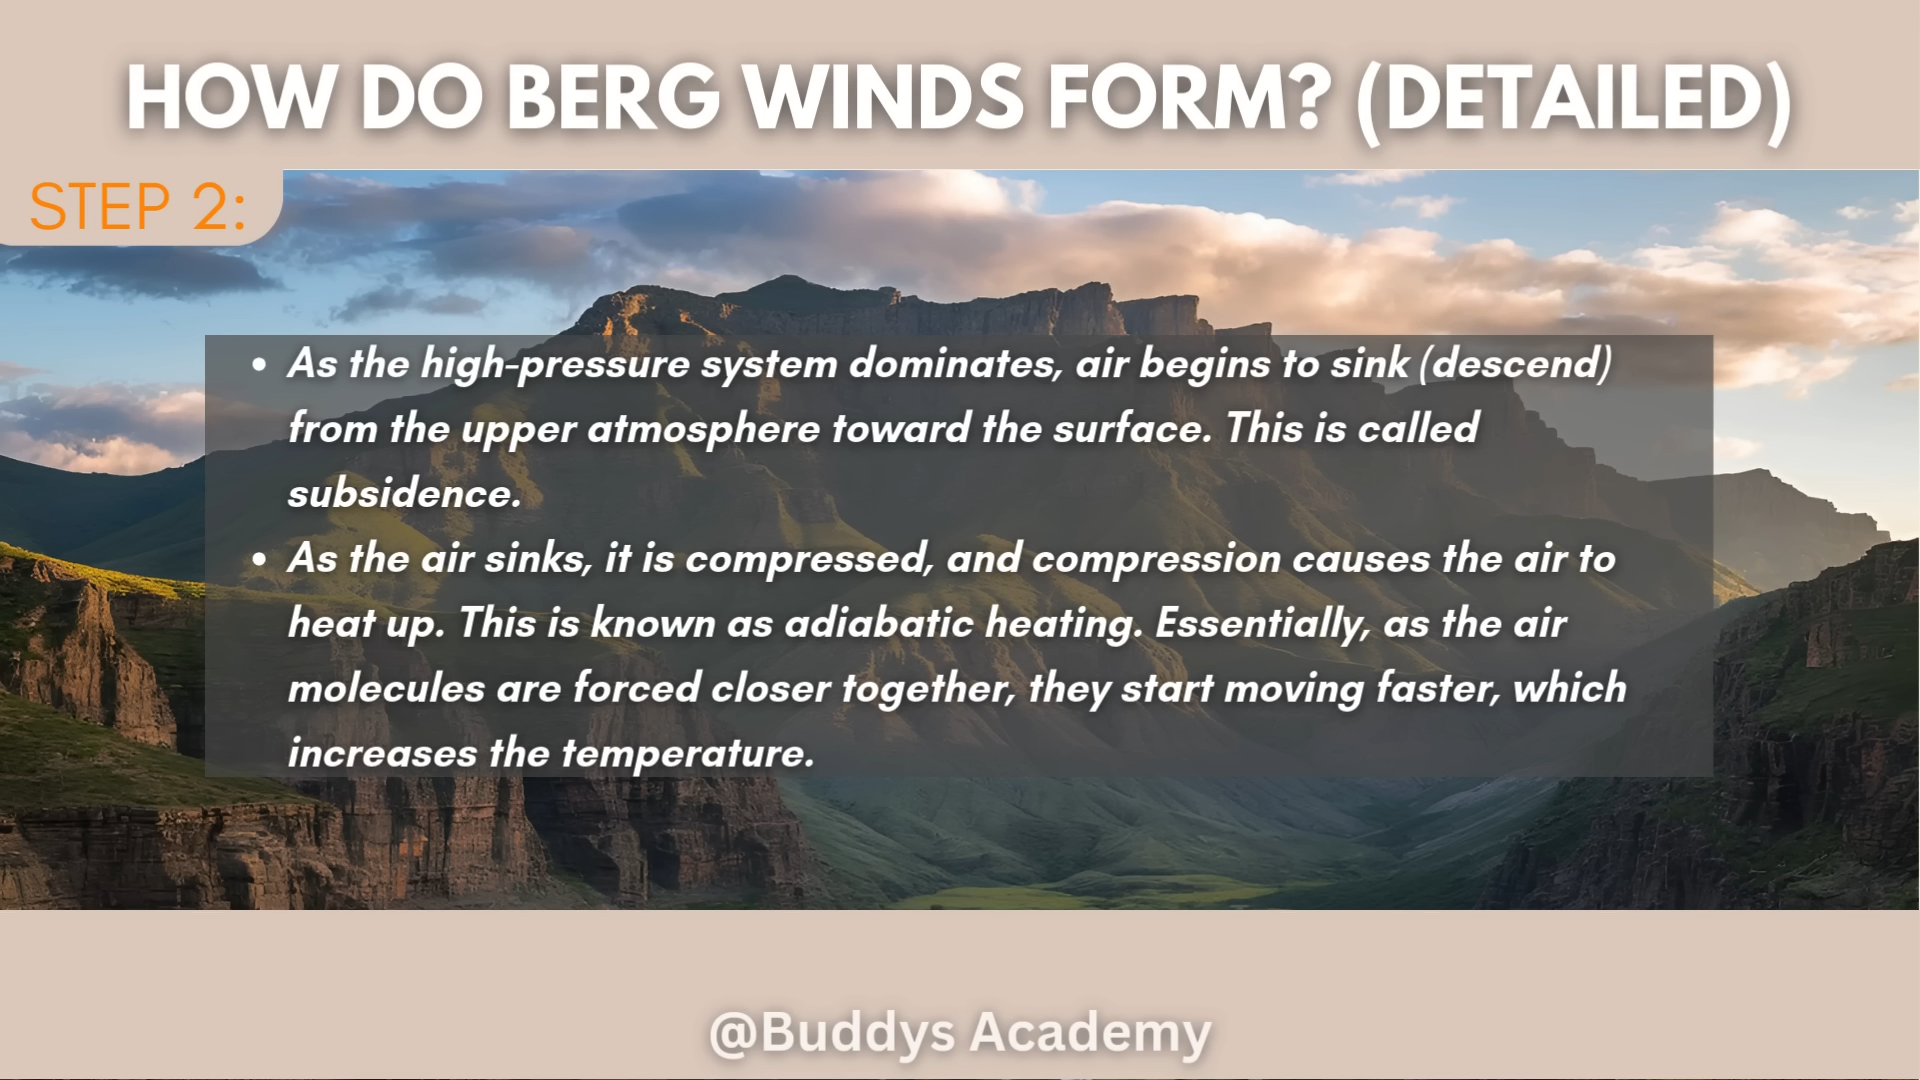 HOW DO BERG WINDS FORM? (DETAILED)
STEP 2:
• As the high-pressure system dominates, air begins to sink (descend)
from the upper atmosphere toward the surface. This is called
subsidence.
• As the air sinks, it is compressed, and compression causes the air to
heat up. This is known as adiabatic heating. Essentially, as the air
molecules are forced closer together, they start moving faster, which
increases the temperature.
@Buddys Academy